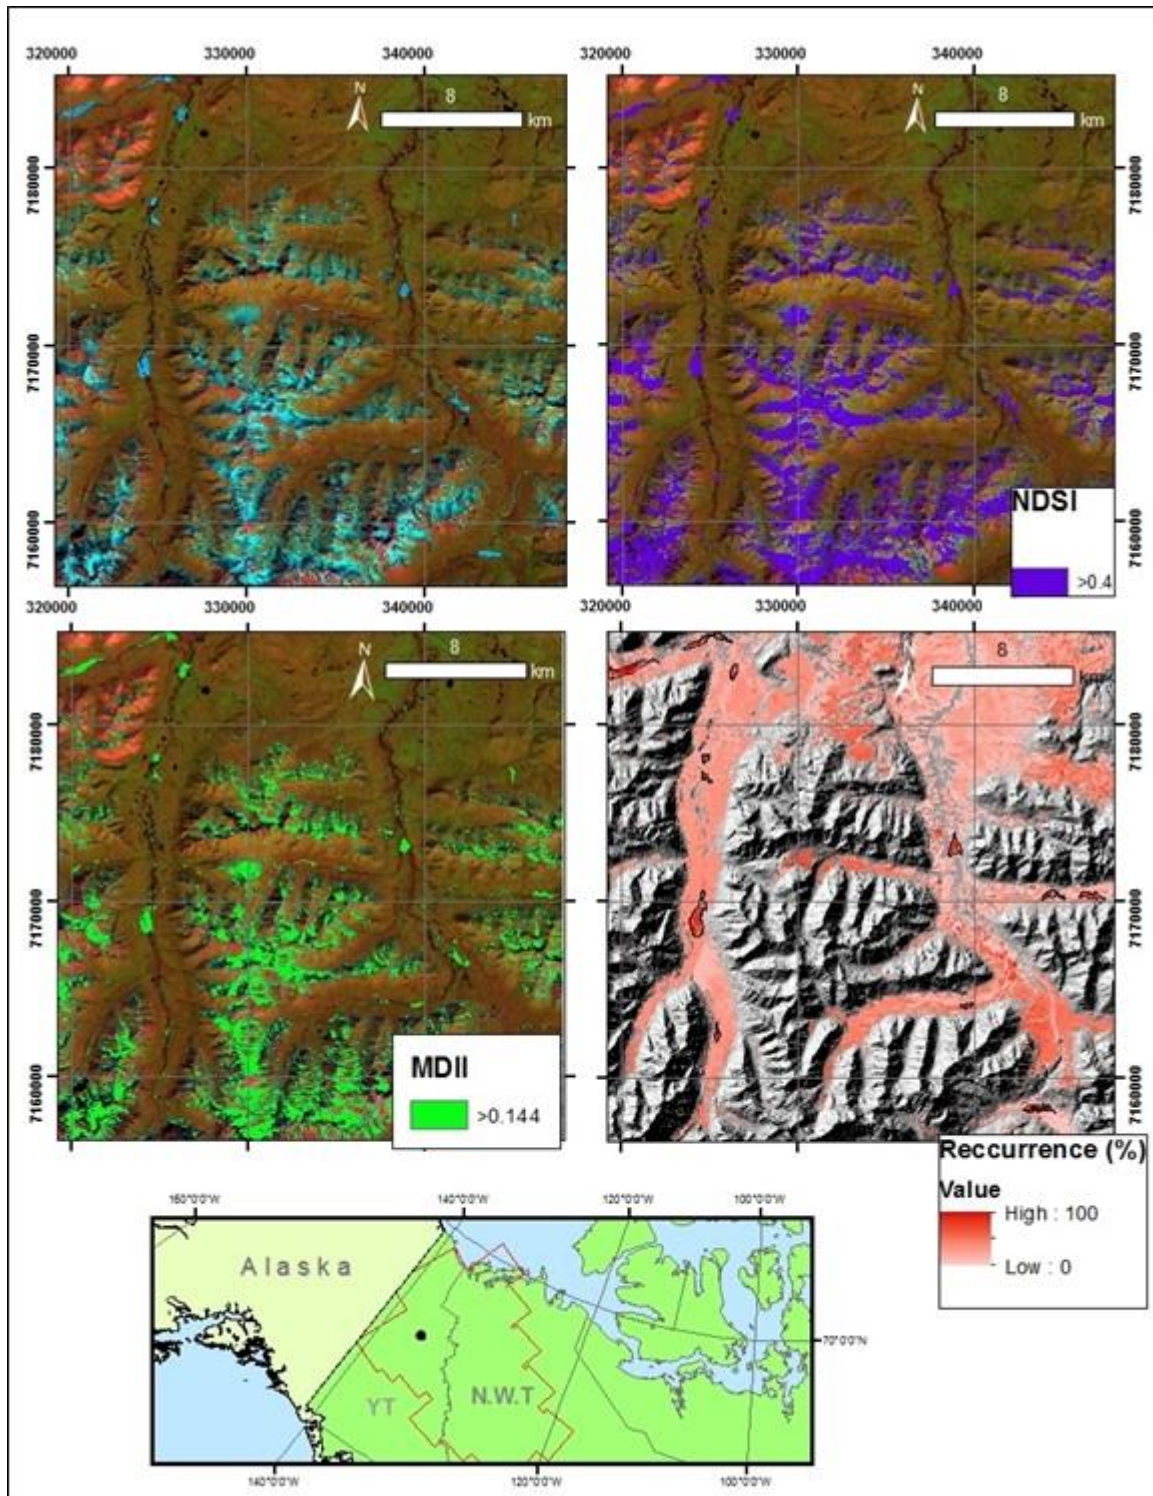 320000 330000 340000 320000 330000 340000
N 8 km N 8 km
7180000 7180000
7170000 7170000
7160000 7160000
NDSI
>0.4
320000 330000 340000 320000 330000 340000
N 8 km 8 km
7180000 7180000
7170000 7170000
7160000 7160000
MDII
>0.144
Reccurrence (%)
Value
High : 100
Low : 0
160°0'0"W 140°0'0"W 120°0'0"W 100°0'0"W
Alaska
70°0'0"N
YT N.W.T
140°0'0"W 120°0'0"W 100°0'0"W